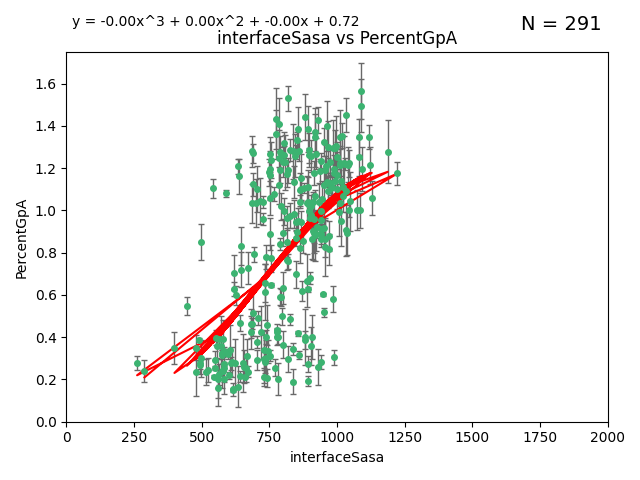 y = -0.00x^3 + 0.00x^2 + -0.00x + 0.72
N = 291
interfaceSasa vs PercentGpA
PercentGpA
1.6
1.4
1.2
1.0
0.8
0.6
0.4
0.2
0.0
0 250 500 750 1000 1250 1500 1750 2000
interfaceSasa